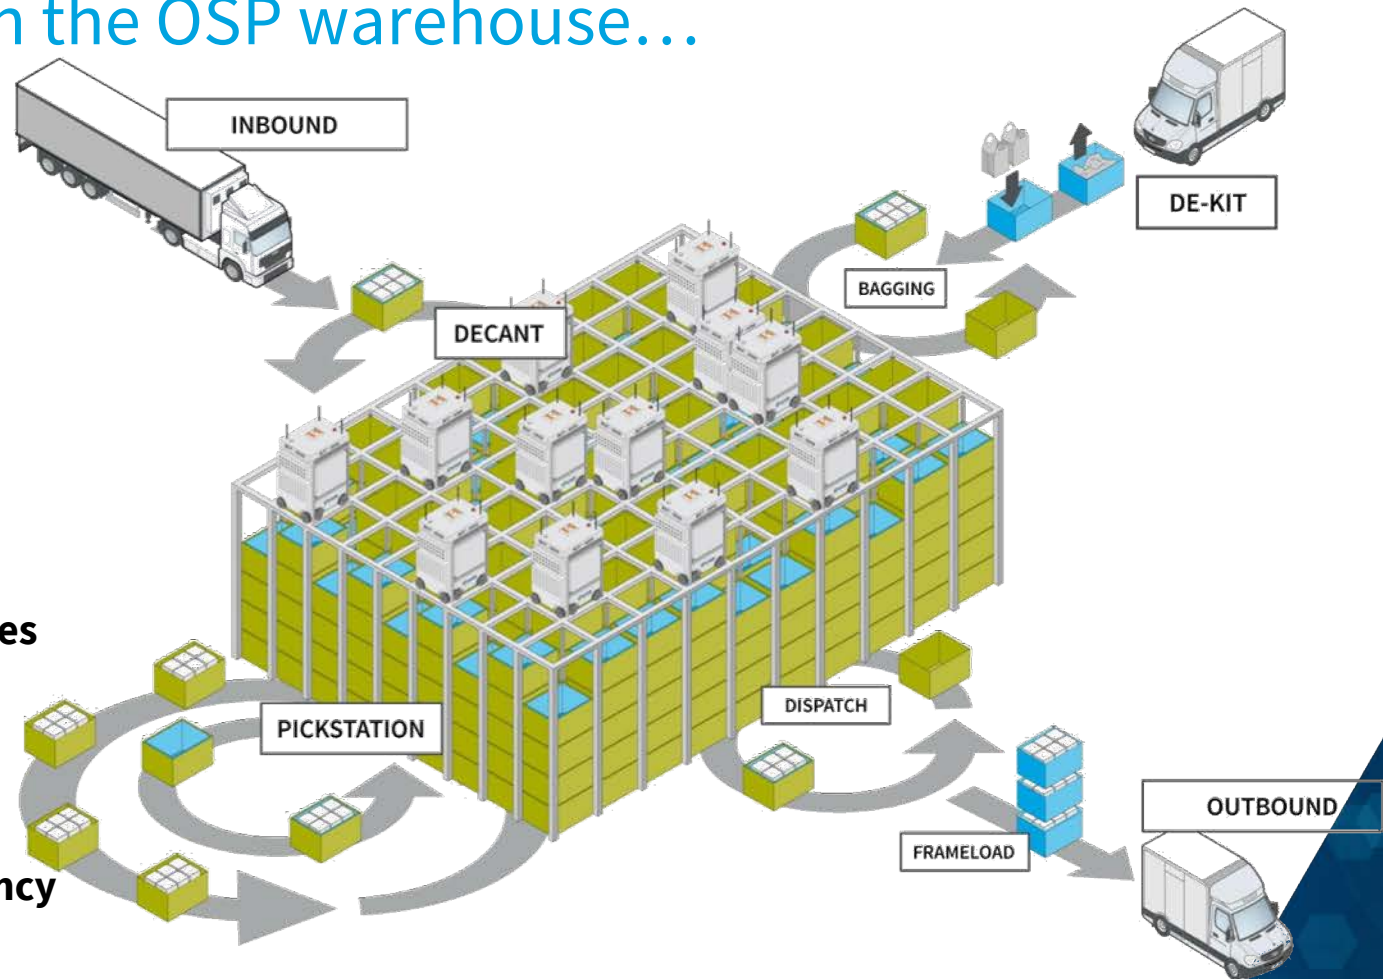 n the OSP warehouse…
INBOUND
DE-KIT
BAGGING
DECANT
es
PICKSTATION
DISPATCH
OUTBOUND
FRAMELOAD
ncy